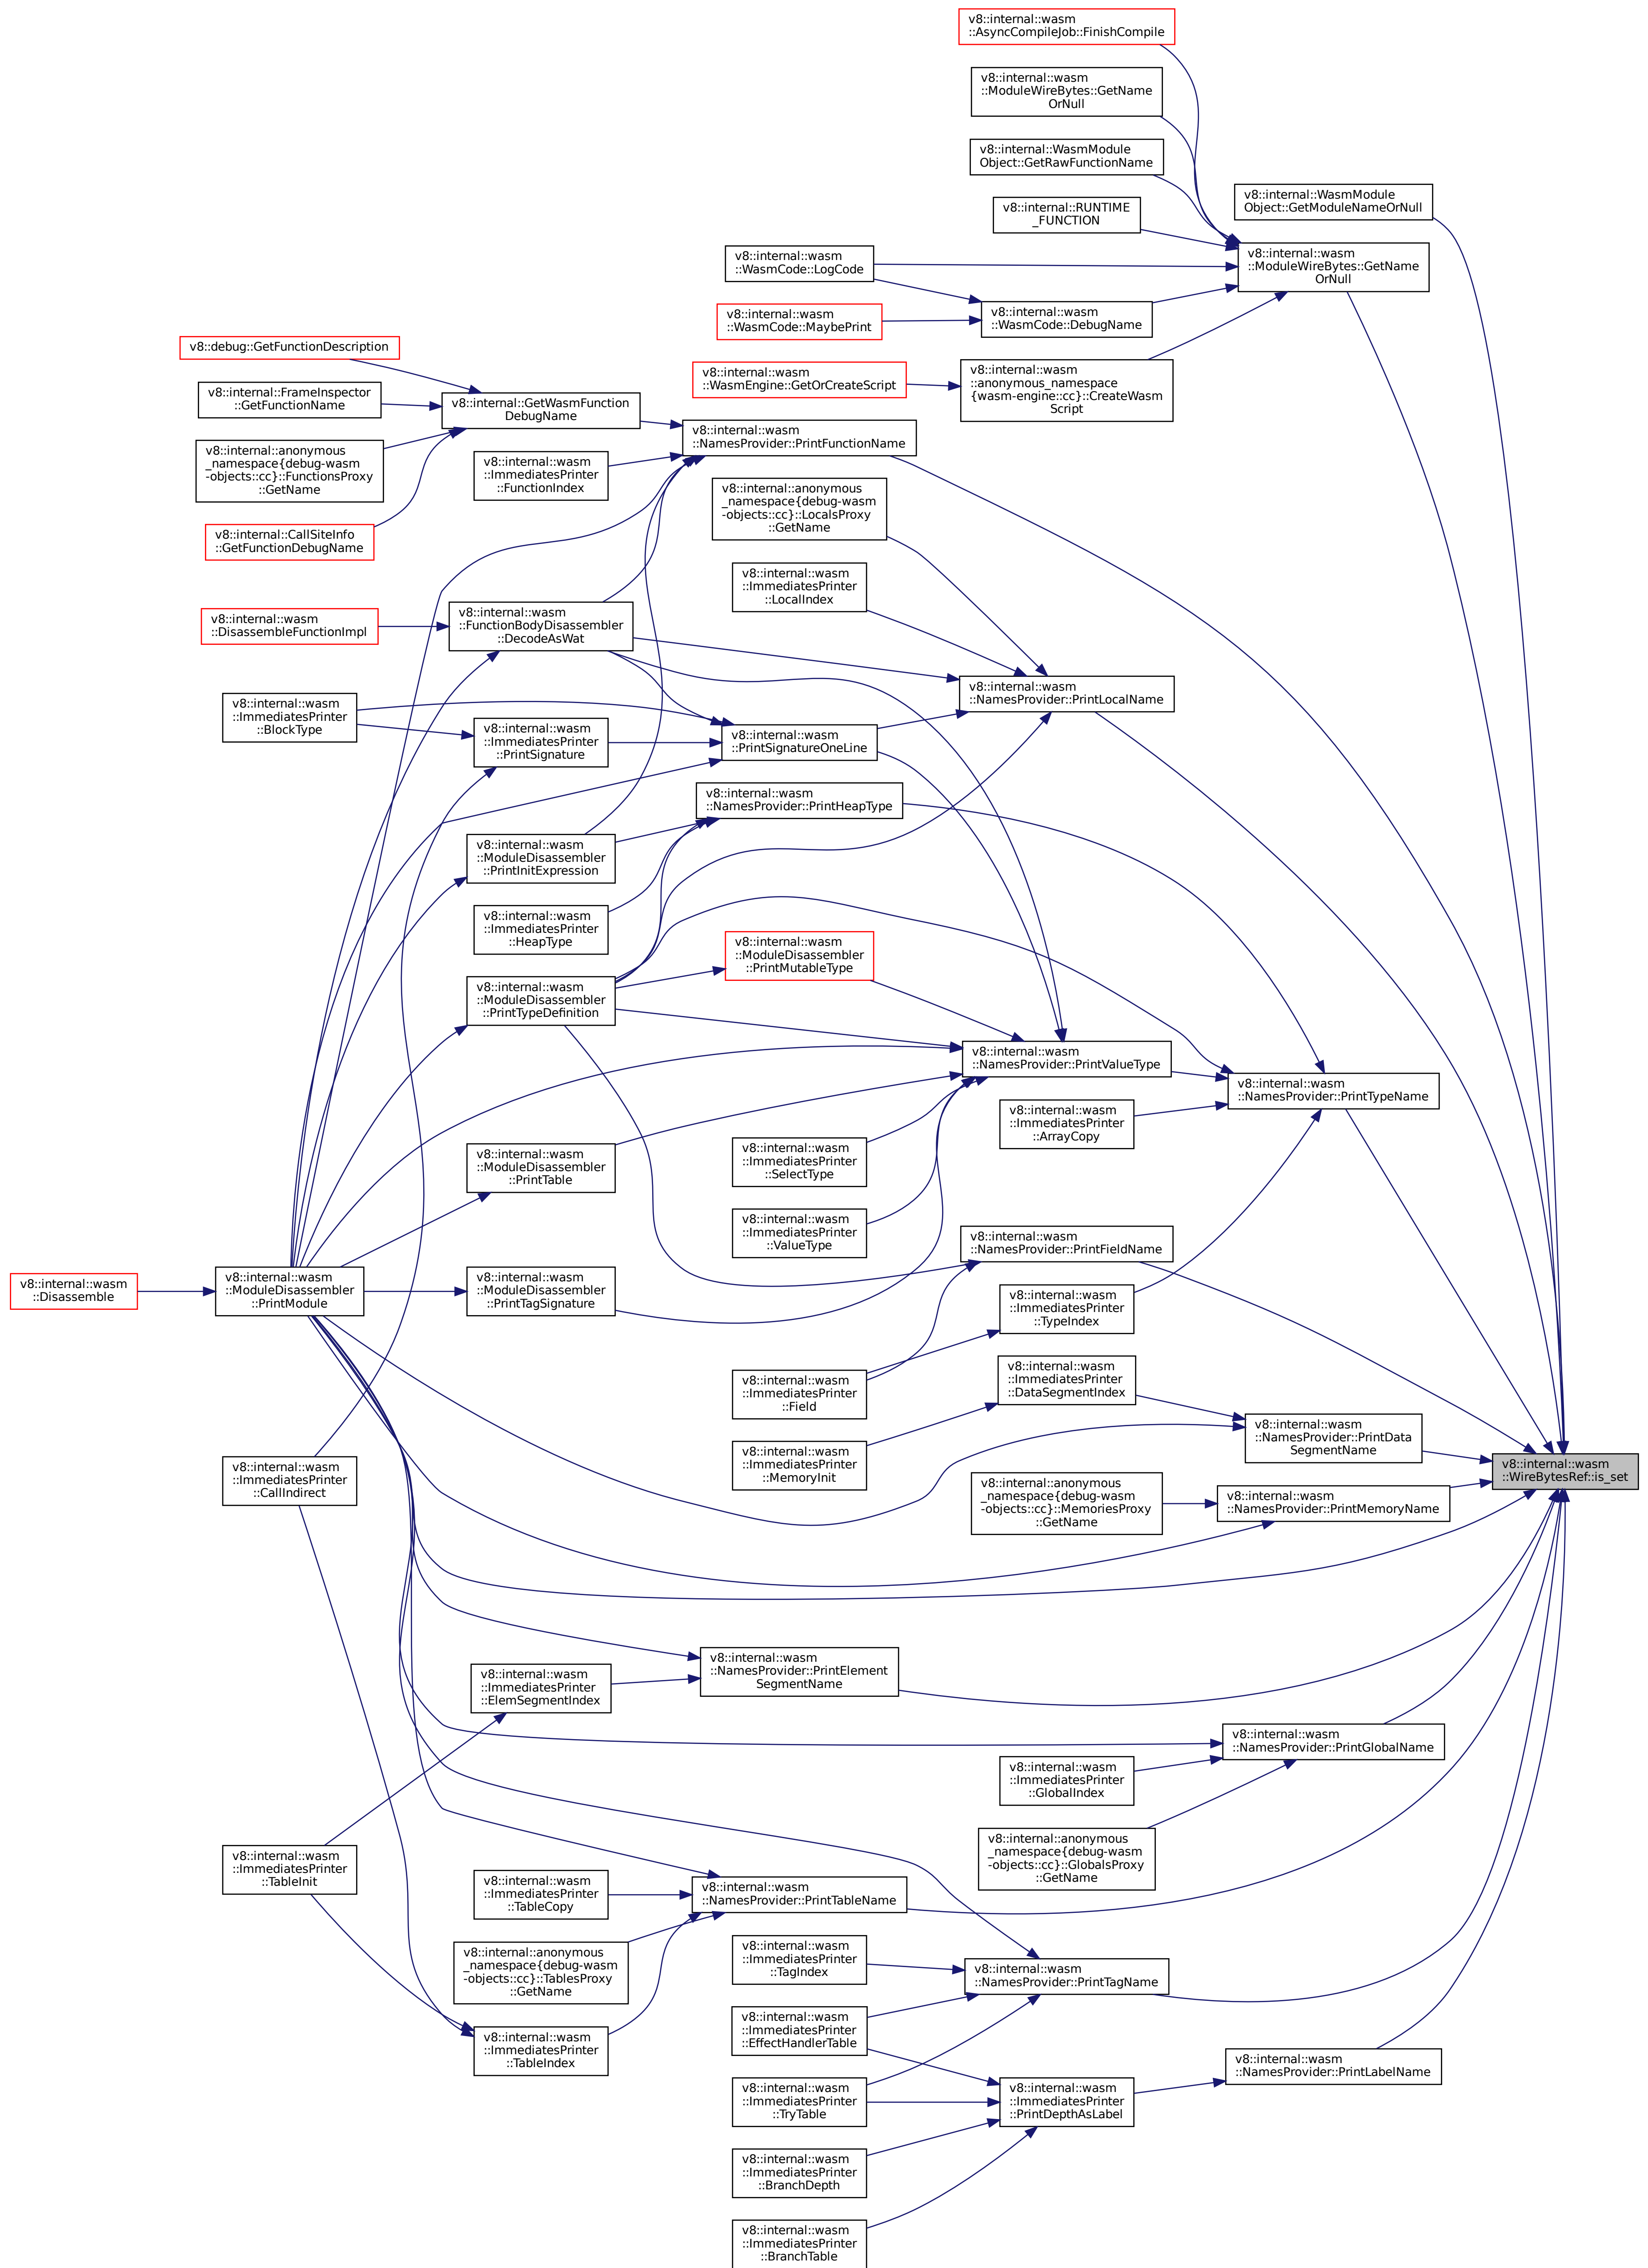 v8::internal::wasm
::AsyncCompileJob::FinishCompile
v8::internal::wasm
::ModuleWireBytes::GetName
OrNull
v8::internal::WasmModule
Object::GetRawFunctionName
v8::internal::WasmModule
Object::GetModuleNameOrNull
v8::internal::RUNTIME
_FUNCTION
v8::internal::wasm
::ModuleWireBytes::GetName
OrNull
v8::internal::wasm
::WasmCode::LogCode
v8::internal::wasm
::WasmCode::DebugName
v8::internal::wasm
::WasmCode::MaybePrint
v8::debug::GetFunctionDescription
v8::internal::wasm
::WasmEngine::GetOrCreateScript
v8::internal::wasm
::anonymous_namespace
{wasm-engine::cc}::CreateWasm
Script
v8::internal::FrameInspector
::GetFunctionName
v8::internal::GetWasmFunction
DebugName
v8::internal::wasm
::NamesProvider::PrintFunctionName
v8::internal::anonymous
_namespace{debug-wasm
-objects::cc}::FunctionsProxy
::GetName
v8::internal::wasm
::ImmediatesPrinter
::FunctionIndex
v8::internal::anonymous
_namespace{debug-wasm
-objects::cc}::LocalsProxy
::GetName
v8::internal::CallSiteInfo
::GetFunctionDebugName
v8::internal::wasm
::ImmediatesPrinter
::LocalIndex
v8::internal::wasm
::DisassembleFunctionImpl
v8::internal::wasm
::FunctionBodyDisassembler
::DecodeAsWat
v8::internal::wasm
::NamesProvider::PrintLocalName
v8::internal::wasm
::ImmediatesPrinter
::BlockType
v8::internal::wasm
::ImmediatesPrinter
::PrintSignature
v8::internal::wasm
::PrintSignatureOneLine
v8::internal::wasm
::NamesProvider::PrintHeapType
v8::internal::wasm
::ModuleDisassembler
::PrintInitExpression
v8::internal::wasm
::ImmediatesPrinter
::HeapType
v8::internal::wasm
::ModuleDisassembler
::PrintMutableType
v8::internal::wasm
::ModuleDisassembler
::PrintTypeDefinition
v8::internal::wasm
::NamesProvider::PrintValueType
v8::internal::wasm
::NamesProvider::PrintTypeName
v8::internal::wasm
::ImmediatesPrinter
::ArrayCopy
v8::internal::wasm
::ModuleDisassembler
::PrintTable
v8::internal::wasm
::ImmediatesPrinter
::SelectType
v8::internal::wasm
::ImmediatesPrinter
::ValueType
v8::internal::wasm
::NamesProvider::PrintFieldName
v8::internal::wasm
::Disassemble
v8::internal::wasm
::ModuleDisassembler
::PrintModule
v8::internal::wasm
::ModuleDisassembler
::PrintTagSignature
v8::internal::wasm
::ImmediatesPrinter
::TypeIndex
v8::internal::wasm
::ImmediatesPrinter
::Field
v8::internal::wasm
::ImmediatesPrinter
::DataSegmentIndex
v8::internal::wasm
::NamesProvider::PrintData
SegmentName
v8::internal::wasm
::ImmediatesPrinter
::MemoryInit
v8::internal::wasm
::WireBytesRef::is_set
v8::internal::wasm
::ImmediatesPrinter
::CallIndirect
v8::internal::anonymous
_namespace{debug-wasm
-objects::cc}::MemoriesProxy
::GetName
v8::internal::wasm
::NamesProvider::PrintMemoryName
v8::internal::wasm
::NamesProvider::PrintElement
SegmentName
v8::internal::wasm
::ImmediatesPrinter
::ElemSegmentIndex
v8::internal::wasm
::NamesProvider::PrintGlobalName
v8::internal::wasm
::ImmediatesPrinter
::GlobalIndex
v8::internal::anonymous
_namespace{debug-wasm
-objects::cc}::GlobalsProxy
::GetName
v8::internal::wasm
::ImmediatesPrinter
::TableInit
v8::internal::wasm
::ImmediatesPrinter
::TableCopy
v8::internal::wasm
::NamesProvider::PrintTableName
v8::internal::anonymous
_namespace{debug-wasm
-objects::cc}::TablesProxy
::GetName
v8::internal::wasm
::ImmediatesPrinter
::TagIndex
v8::internal::wasm
::NamesProvider::PrintTagName
v8::internal::wasm
::ImmediatesPrinter
::TableIndex
v8::internal::wasm
::ImmediatesPrinter
::EffectHandlerTable
v8::internal::wasm
::NamesProvider::PrintLabelName
v8::internal::wasm
::ImmediatesPrinter
::TryTable
v8::internal::wasm
::ImmediatesPrinter
::PrintDepthAsLabel
v8::internal::wasm
::ImmediatesPrinter
::BranchDepth
v8::internal::wasm
::ImmediatesPrinter
::BranchTable